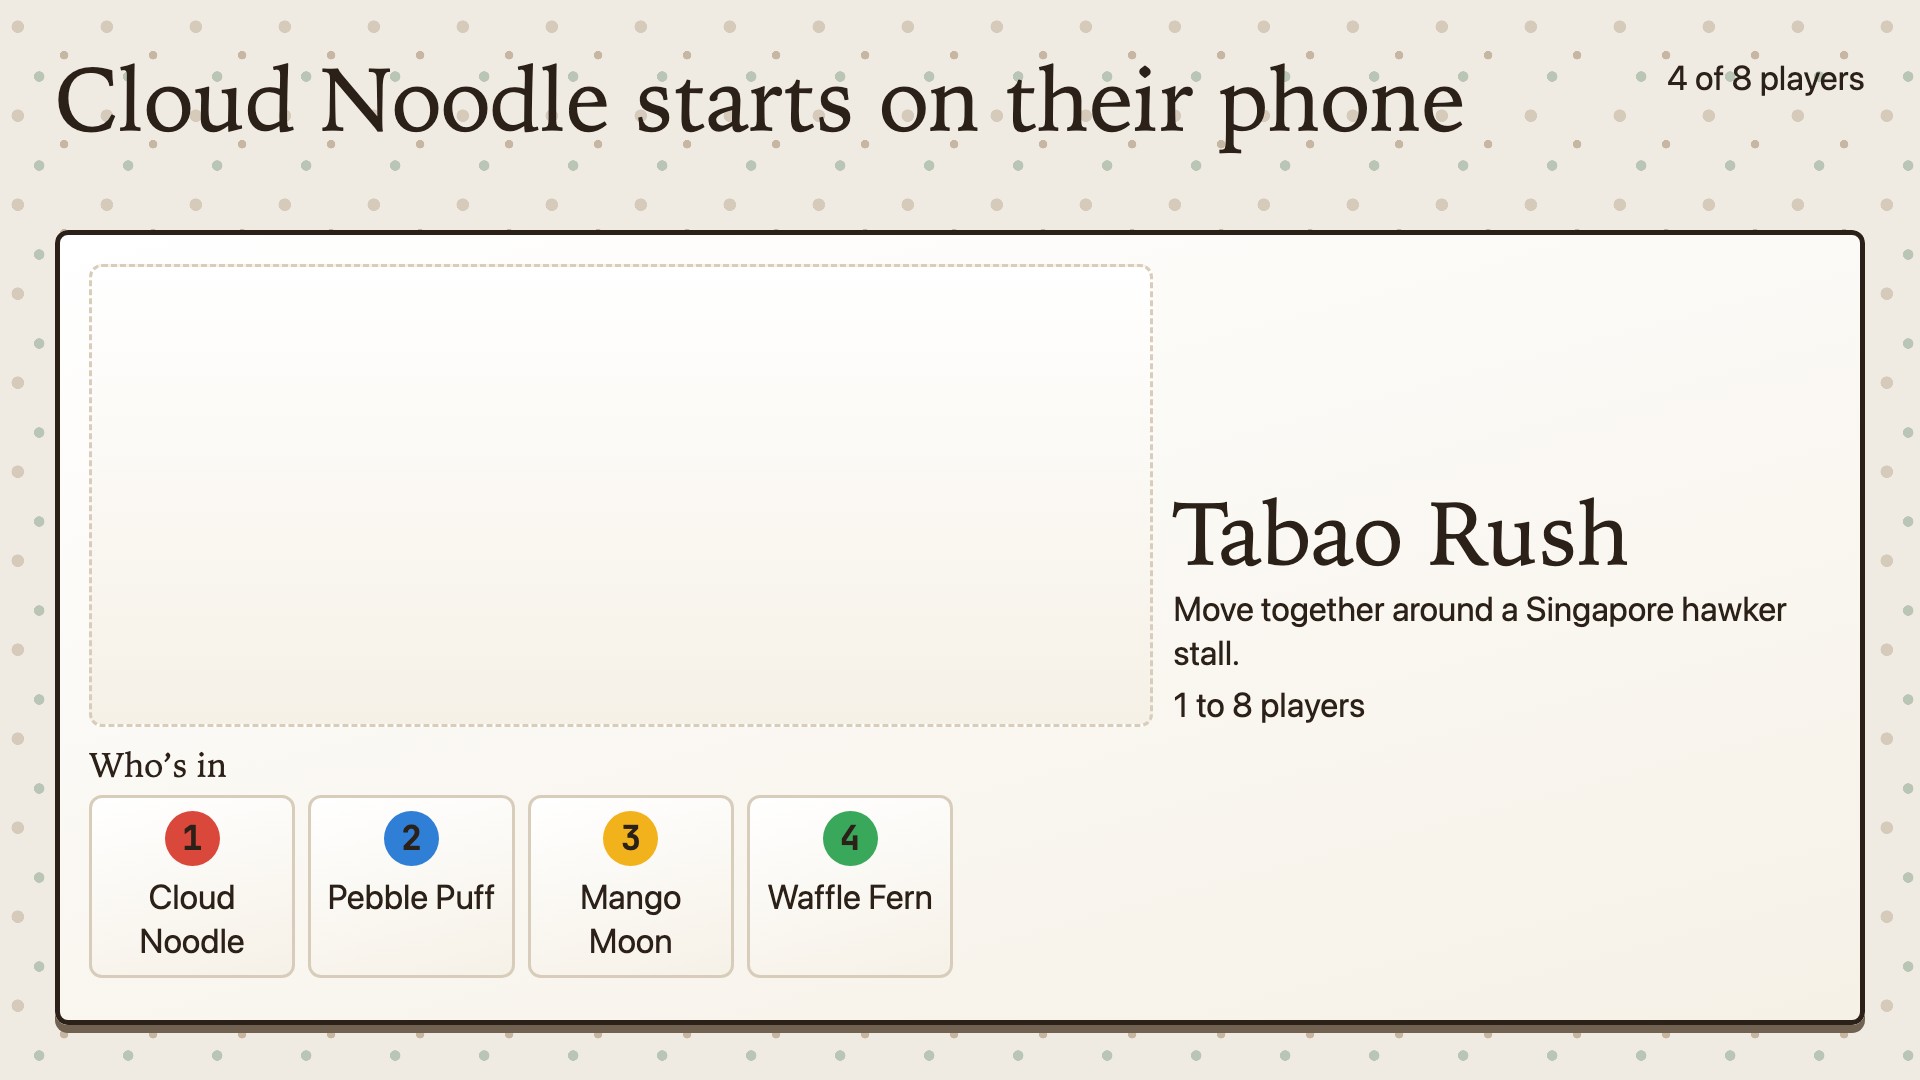 Cloud Noodle starts on their phone
4 of 8 players
Tabao Rush
Move together around a Singapore hawker
stall.
1 to 8 players
Who’s in
1
Cloud
Noodle
2
Pebble Puff
3
Mango
Moon
4
Waffle Fern